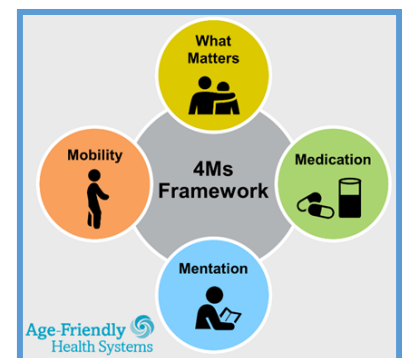 What
Matters
Mobility
4Ms
Framework
Medication
Mentation
Age-Friendly
Health Systems